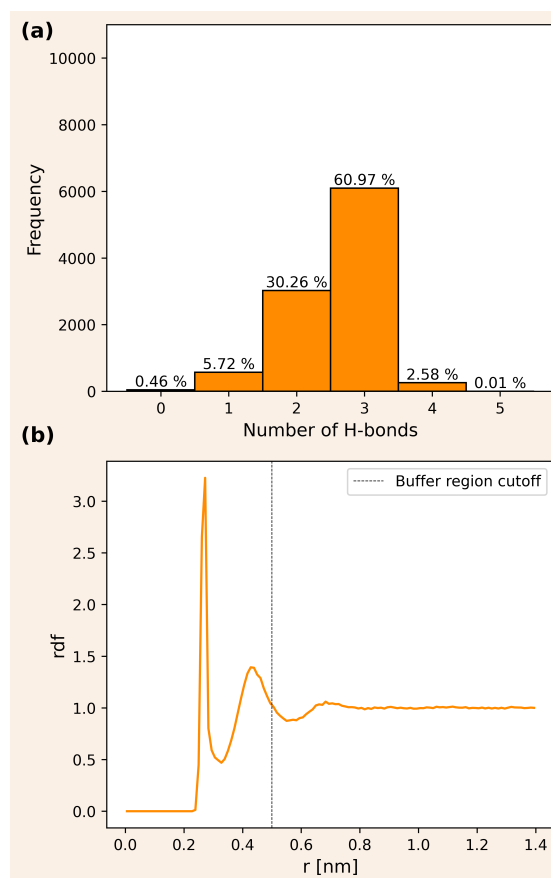 (a)
10000
8000
6000
4000
2000
0
Frequency
0.46 %
5.72 %
30.26 %
60.97 %
2.58 %
0.01 %
0 1 2 3 4 5
Number of H-bonds
(b)
Buffer region cutoff
3.0
2.5
2.0
1.5
1.0
0.5
0.0
rdf
0.0 0.2 0.4 0.6 0.8 1.0 1.2 1.4
r [nm]